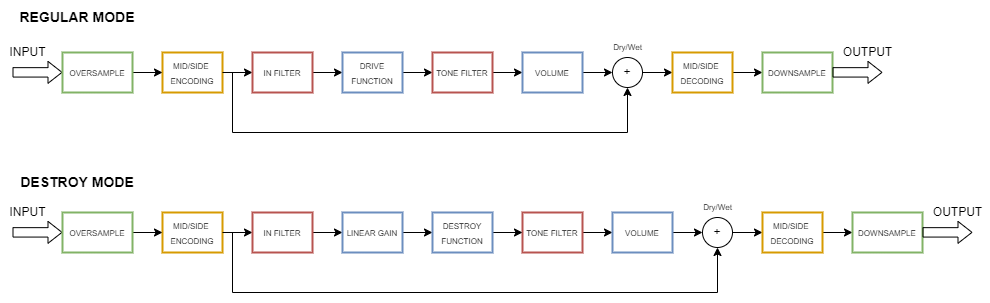 REGULAR MODE
INPUT
OVERSAMPLE
MID/SIDE
ENCODING
IN FILTER
DRIVE
FUNCTION
TONE FILTER
VOLUME
Dry/Wet
+
MID/SIDE
DECODING
DOWNSAMPLE
OUTPUT
DESTROY MODE
INPUT
OVERSAMPLE
MID/SIDE
ENCODING
IN FILTER
LINEAR GAIN
DESTROY
FUNCTION
TONE FILTER
VOLUME
Dry/Wet
+
MID/SIDE
DECODING
DOWNSAMPLE
OUTPUT